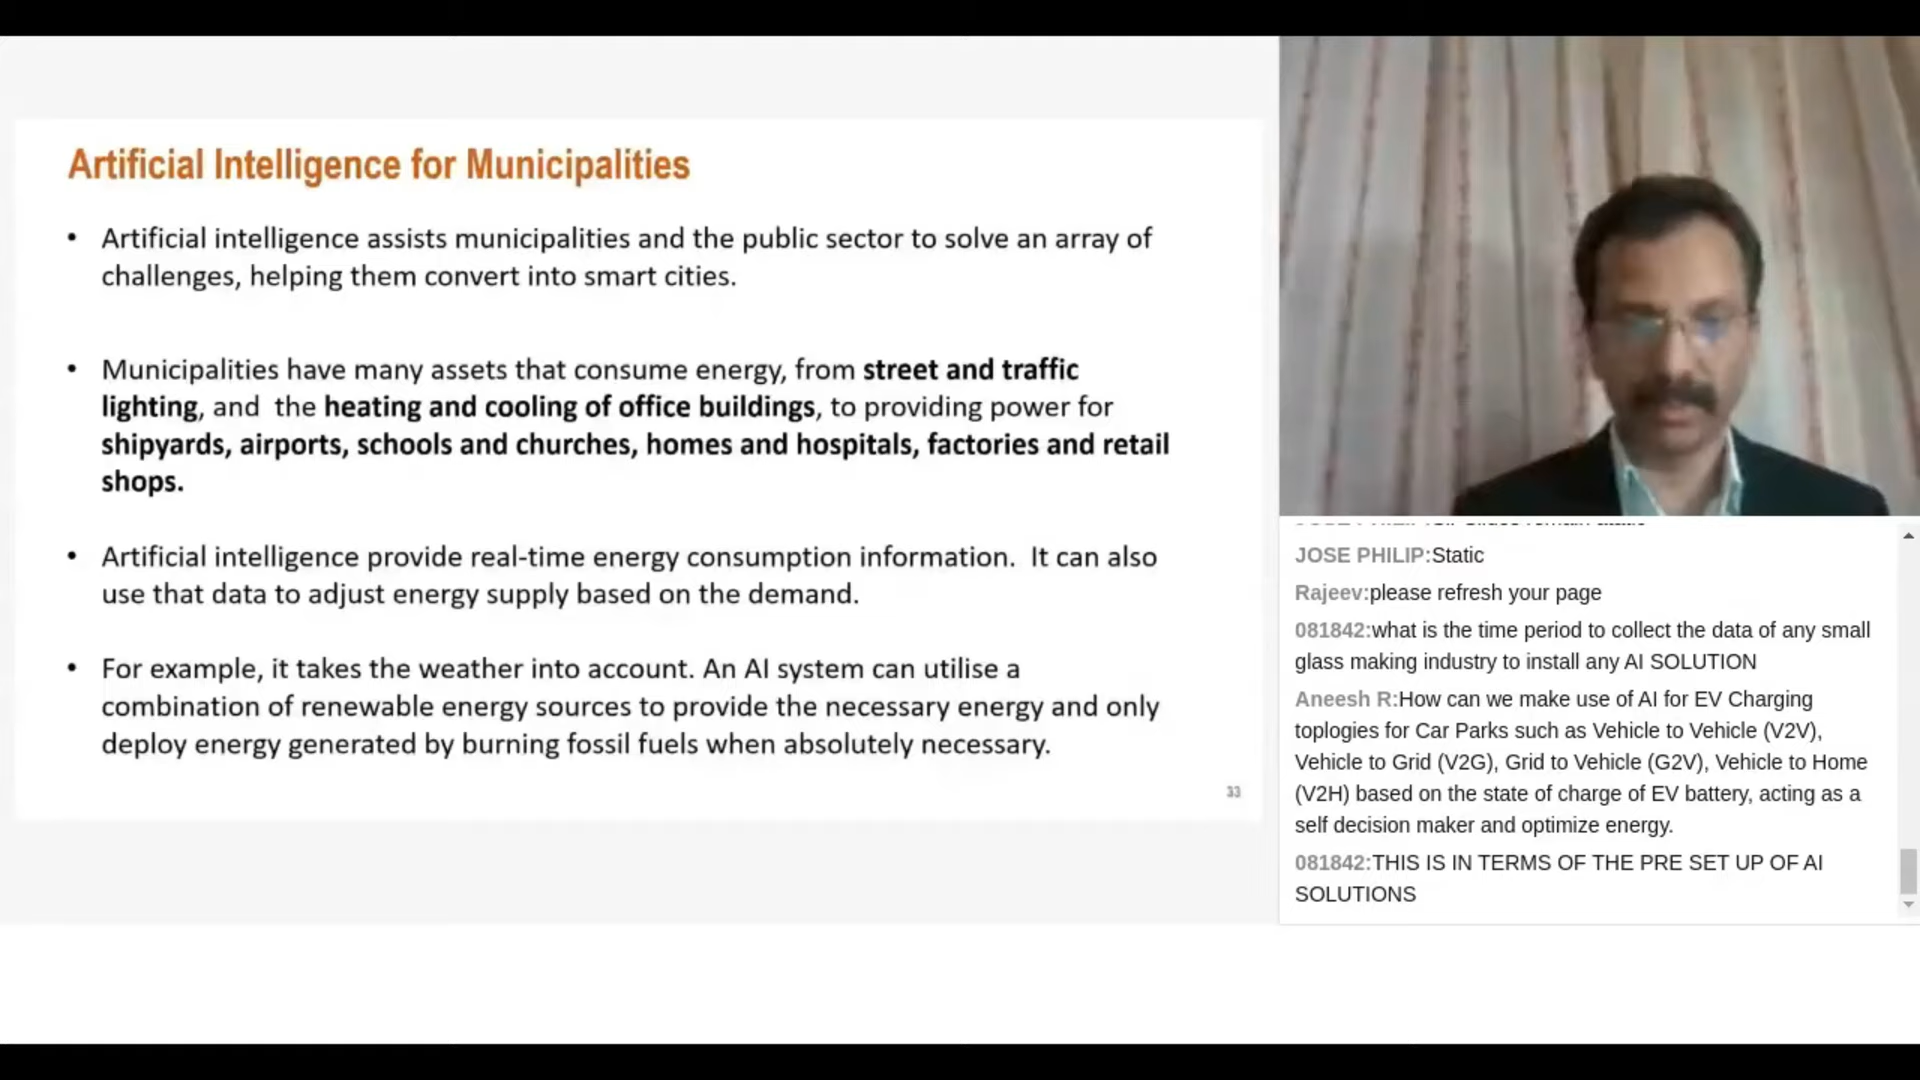 Artificial Intelligence for Municipalities
• Artificial intelligence assists municipalities and the public sector to solve an array of
challenges, helping them convert into smart cities.
• Municipalities have many assets that consume energy, from street and traffic
lighting, and the heating and cooling of office buildings, to providing power for
shipyards, airports, schools and churches, homes and hospitals, factories and retail
shops.
• Artificial intelligence provide real-time energy consumption information. It can also
use that data to adjust energy supply based on the demand.
• For example, it takes the weather into account. An AI system can utilise a
combination of renewable energy sources to provide the necessary energy and only
deploy energy generated by burning fossil fuels when absolutely necessary.
33
JOSE PHILIP:Static
Rajeev:please refresh your page
081842:what is the time period to collect the data of any small
glass making industry to install any AI SOLUTION
Aneesh R:How can we make use of AI for EV Charging
toplogies for Car Parks such as Vehicle to Vehicle (V2V),
Vehicle to Grid (V2G), Grid to Vehicle (G2V), Vehicle to Home
(V2H) based on the state of charge of EV battery, acting as a
self decision maker and optimize energy.
081842:THIS IS IN TERMS OF THE PRE SET UP OF AI
SOLUTIONS